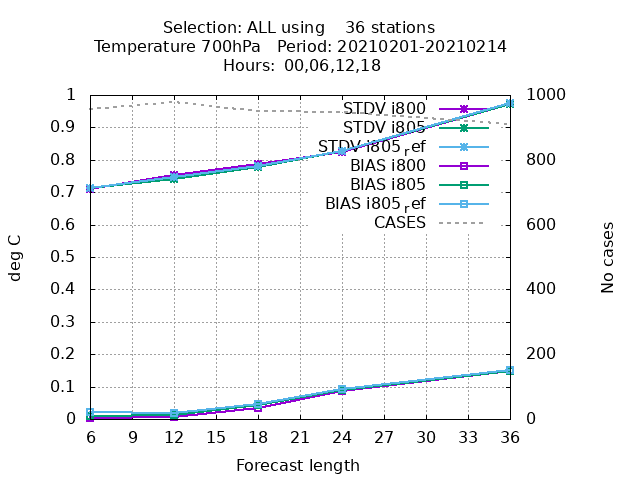 Selection: ALL using 36 stations
Temperature 700hPa Period: 20210201-20210214
Hours: 00,06,12,18
1
0.9
0.8
0.7
0.6
0.5
0.4
0.3
0.2
0.1
0
1000
800
600
400
200
0
deg C
No cases
STDV i800
STDV i805
STDV i805ref
BIAS i800
BIAS i805
BIAS i805ref
CASES
6 9 12 15 18 21 24 27 30 33 36
Forecast length